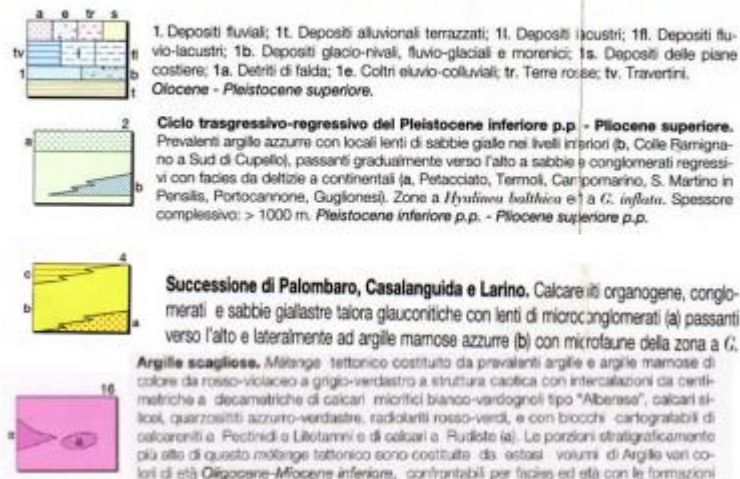 a e tr s
tv fl
1 b
t
1. Depositi fluviali; 1t. Depositi alluvionali terrazzati; 1l. Depositi lacustri; 1fl. Depositi flu-
vio-lacustri; 1b. Depositi glacio-nivali, fluvio-glaciali e morenici; 1s. Depositi delle piane
costiere; 1a. Detriti di falda; 1e. Coltri eluvio-colluviali; tr. Terre rosse; tv. Travertini.
Olocene - Pleistocene superiore.
2
a
b
Ciclo trasgressivo-regressivo del Pleistocene inferiore p.p. - Pliocene superiore.
Prevalenti argille azzurre con locali lenti di sabbie gialle nei livelli inferiori (b, Colle Ramigna-
no a Sud di Cupello), passanti gradualmente verso l'alto a sabbie e conglomerati regressi-
vi con facies da deltizie a continentali (a, Petacciato, Termoli, Campomarino, S. Martino in
Pensilis, Portocannone, Guglionesi). Zone a Hyalinea balthica e a G. inflata. Spessore
complessivo: > 1000 m. Pleistocene inferiore p.p. - Pliocene superiore p.p.
4
c
b
a
Successione di Palombaro, Casalanguida e Larino. Calcareniti organogene, conglo-
merati e sabbie giallastre talora glauconitiche con lenti di microconglomerati (a) passanti
verso l'alto e lateralmente ad argille marnose azzurre (b) con microfaune della zona a G.
16
a
a
Argille scagliose. Mélange tettonico costituito da prevalenti argille e argille marnose di
colore da rosso-violaceo a grigio-verdastro a struttura caotica con intercalazioni da centi-
metriche a decametriche di calcari micritici bianco-verdognoli tipo "Alberese", calcari si-
licei, quarzosiltiti azzurro-verdastre, radiolariti rosso-verdi, e con blocchi cartografabili di
calcareniti a Pectinidi e Litotamni e di calcari a Rudiste (a). Le porzioni stratigraficamente
più alte di questo mélange tettonico sono costituite da estesi volumi di Argille vari co-
lori di età Oligocene-Miocene inferiore, confrontabili per facies ed età con le formazioni